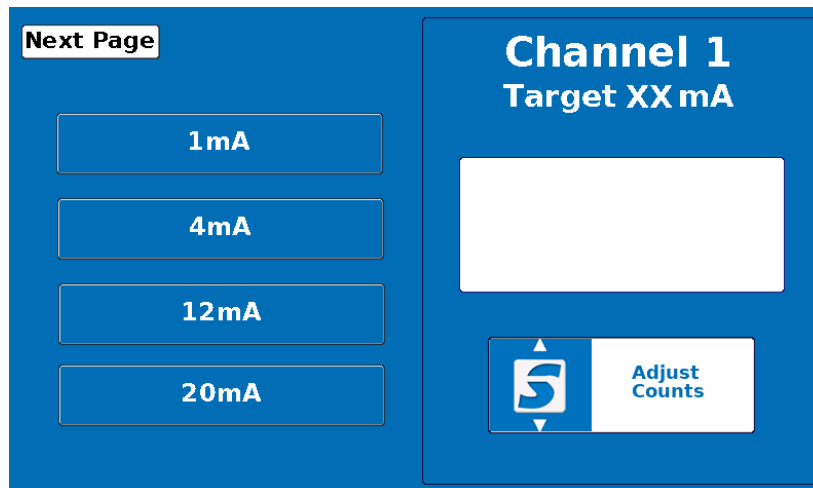 Next Page
1mA
4mA
12mA
20mA
Channel 1
Target XX mA
Adjust
Counts